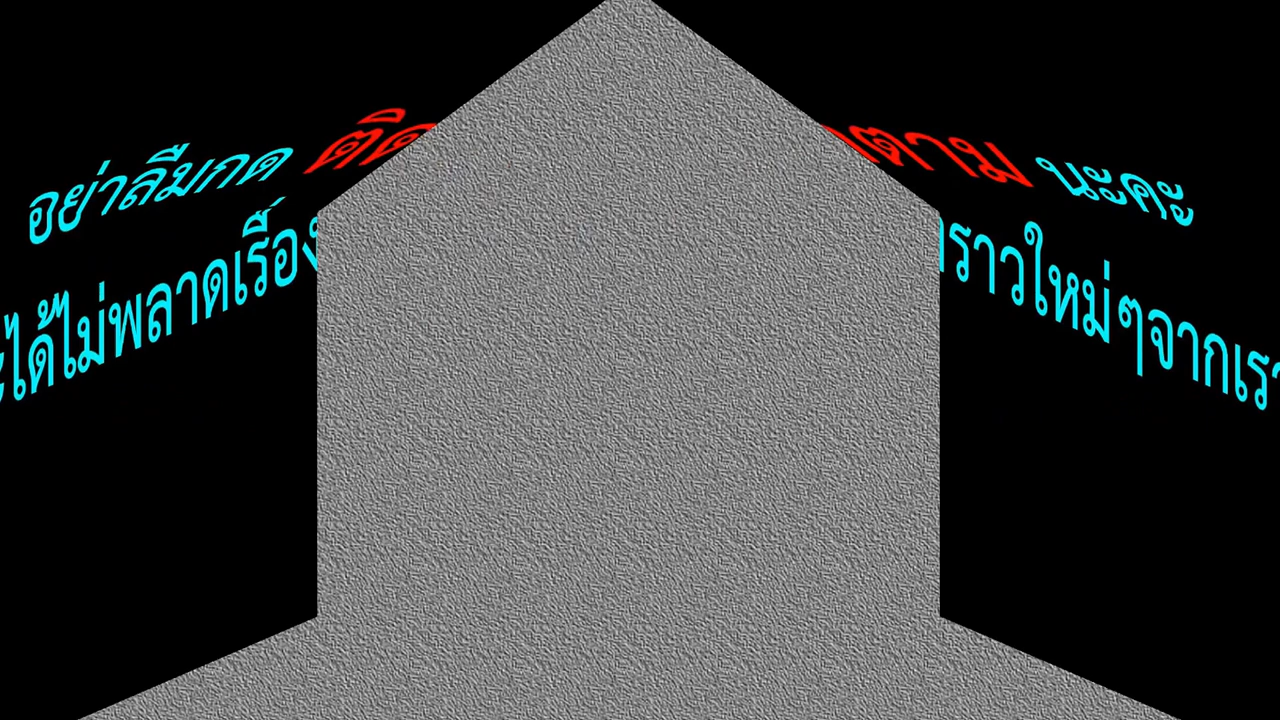 อย่าลืมกด ติดตาม นะคะ
ได้ไม่พลาดเรื่องราวใหม่ๆจากเรา